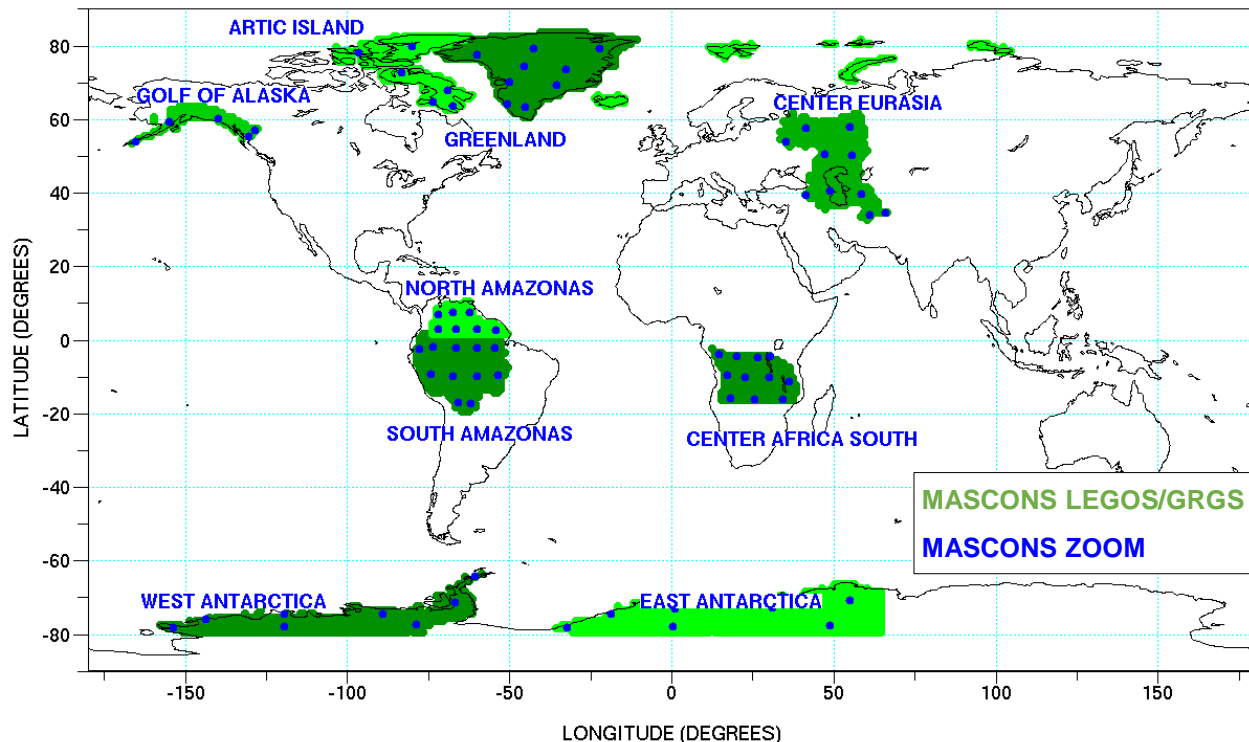 ARTIC ISLAND
80
GOLF OF ALASKA
CENTER EURASIA
60
GREENLAND
40
20
NORTH AMAZONAS
0
-20
SOUTH AMAZONAS
CENTER AFRICA SOUTH
-40
MASCONS LEGOS/GRGS
MASCONS ZOOM
-60
WEST ANTARCTICA
EAST ANTARCTICA
-80
LATITUDE (DEGREES)
-150 -100 -50 0 50 100 150
LONGITUDE (DEGREES)